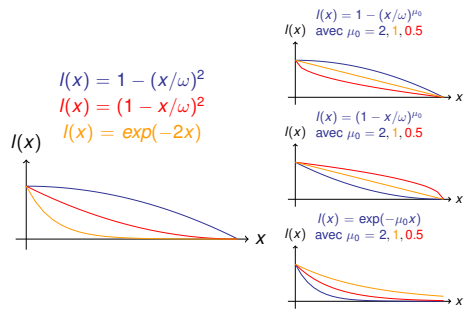 l(x) = 1 − (x/ω)²
l(x) = (1 − x/ω)²
l(x) = exp(−2x)
l(x)
x
l(x) = 1 − (x/ω)^μ₀
avec μ₀ = 2, 1, 0.5
l(x)
x
l(x) = (1 − x/ω)^μ₀
avec μ₀ = 2, 1, 0.5
l(x)
x
l(x) = exp(−μ₀x)
l(x) avec μ₀ = 2, 1, 0.5
x